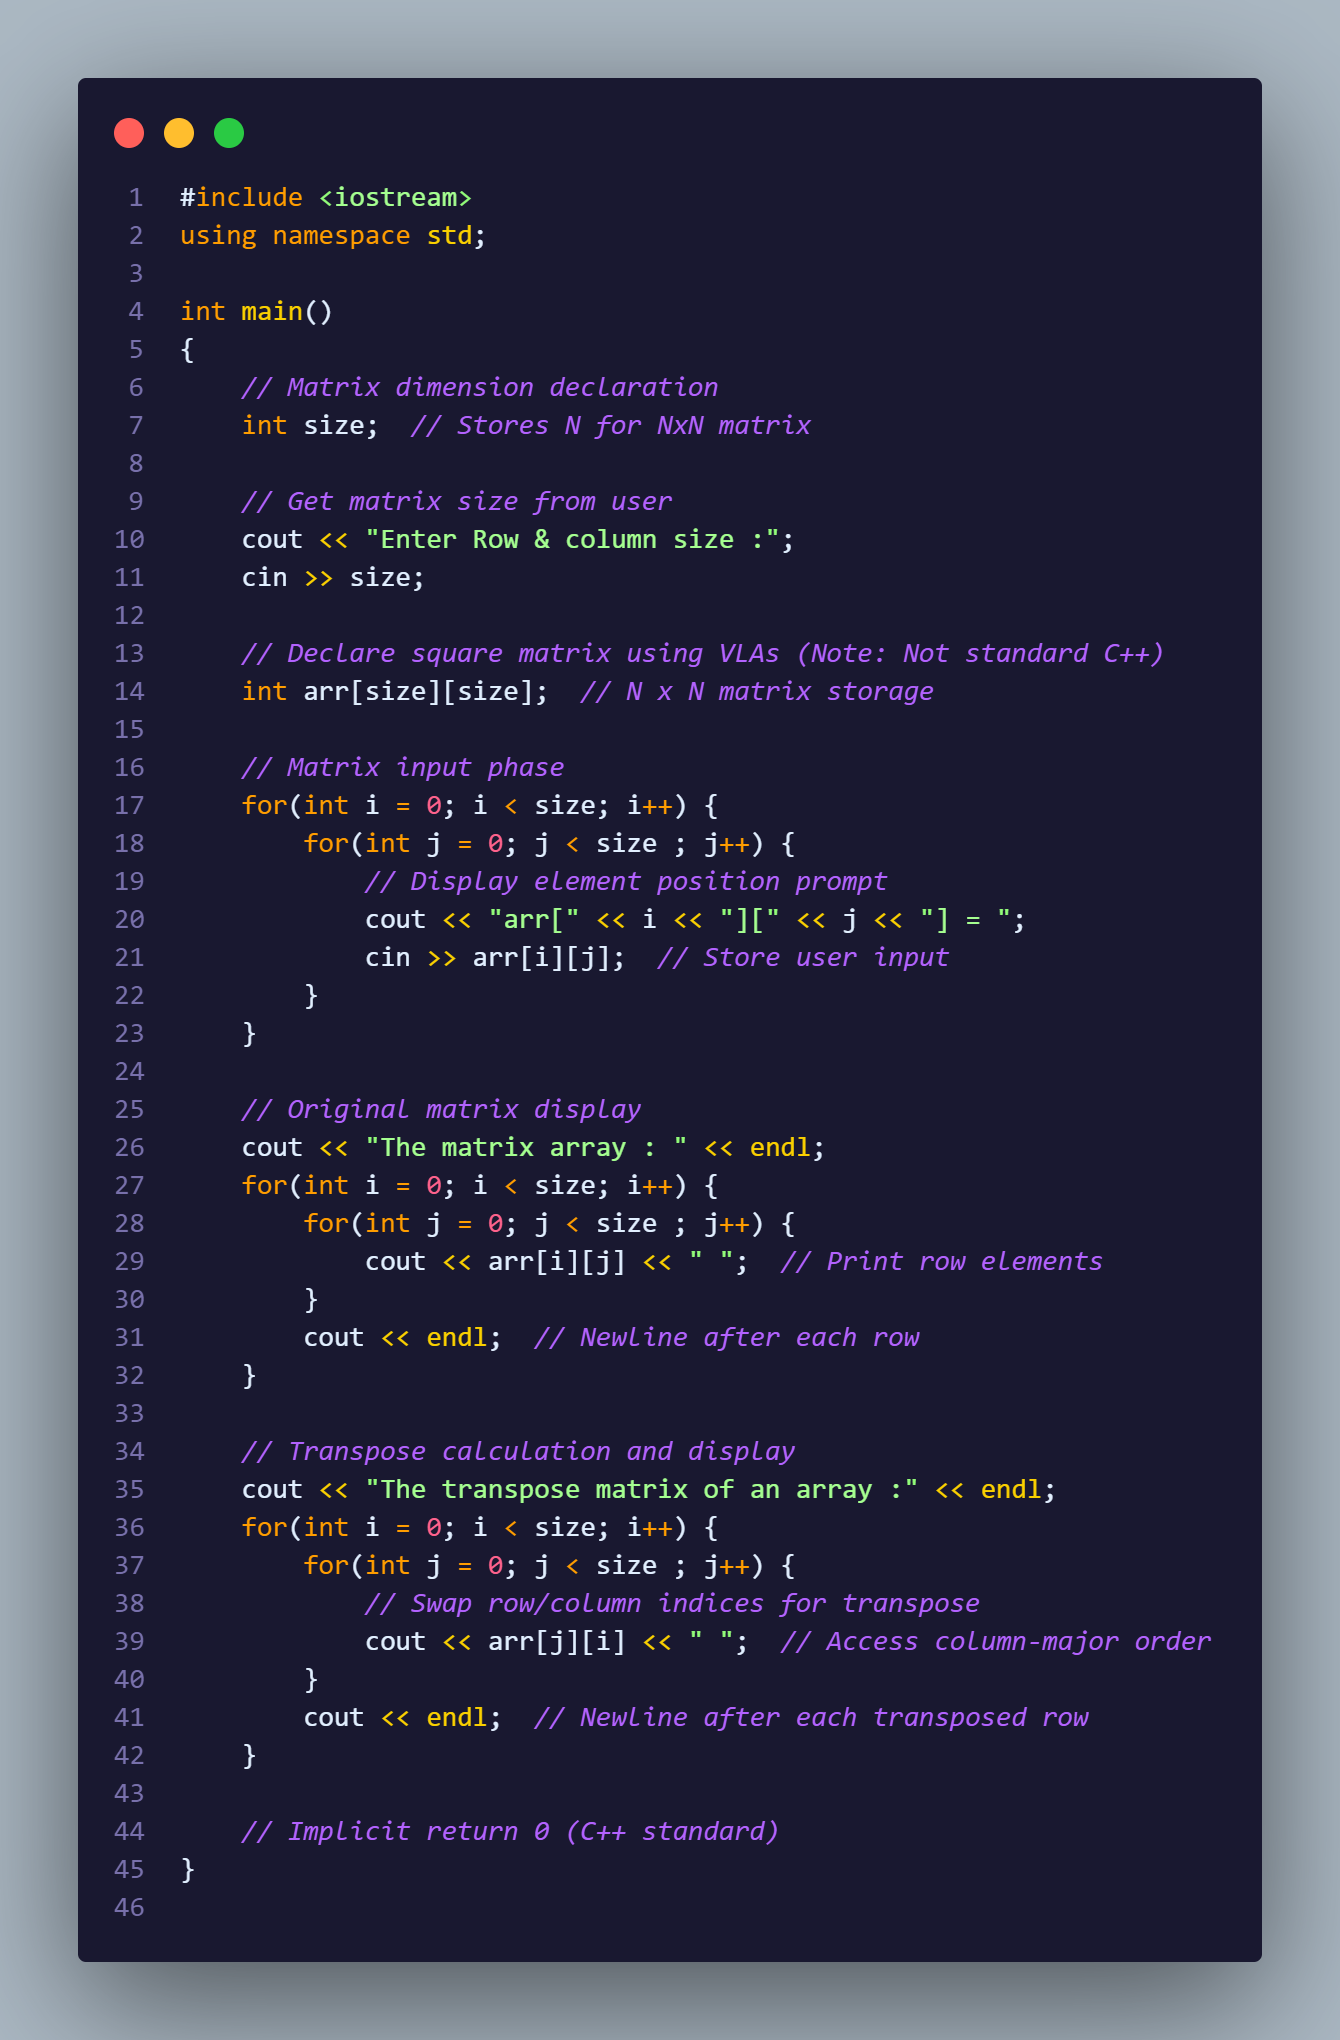 1 #include <iostream>
2 using namespace std;
3
4 int main()
5 {
6     // Matrix dimension declaration
7     int size;  // Stores N for NxN matrix
8
9     // Get matrix size from user
10     cout << "Enter Row & column size :";
11     cin >> size;
12
13     // Declare square matrix using VLAs (Note: Not standard C++)
14     int arr[size][size];  // N x N matrix storage
15
16     // Matrix input phase
17     for(int i = 0; i < size; i++) {
18         for(int j = 0; j < size ; j++) {
19             // Display element position prompt
20             cout << "arr[" << i << "][" << j << "] = ";
21             cin >> arr[i][j];  // Store user input
22         }
23     }
24
25     // Original matrix display
26     cout << "The matrix array : " << endl;
27     for(int i = 0; i < size; i++) {
28         for(int j = 0; j < size ; j++) {
29             cout << arr[i][j] << " ";  // Print row elements
30         }
31         cout << endl;  // Newline after each row
32     }
33
34     // Transpose calculation and display
35     cout << "The transpose matrix of an array :" << endl;
36     for(int i = 0; i < size; i++) {
37         for(int j = 0; j < size ; j++) {
38             // Swap row/column indices for transpose
39             cout << arr[j][i] << " ";  // Access column-major order
40         }
41         cout << endl;  // Newline after each transposed row
42     }
43
44     // Implicit return 0 (C++ standard)
45 }
46